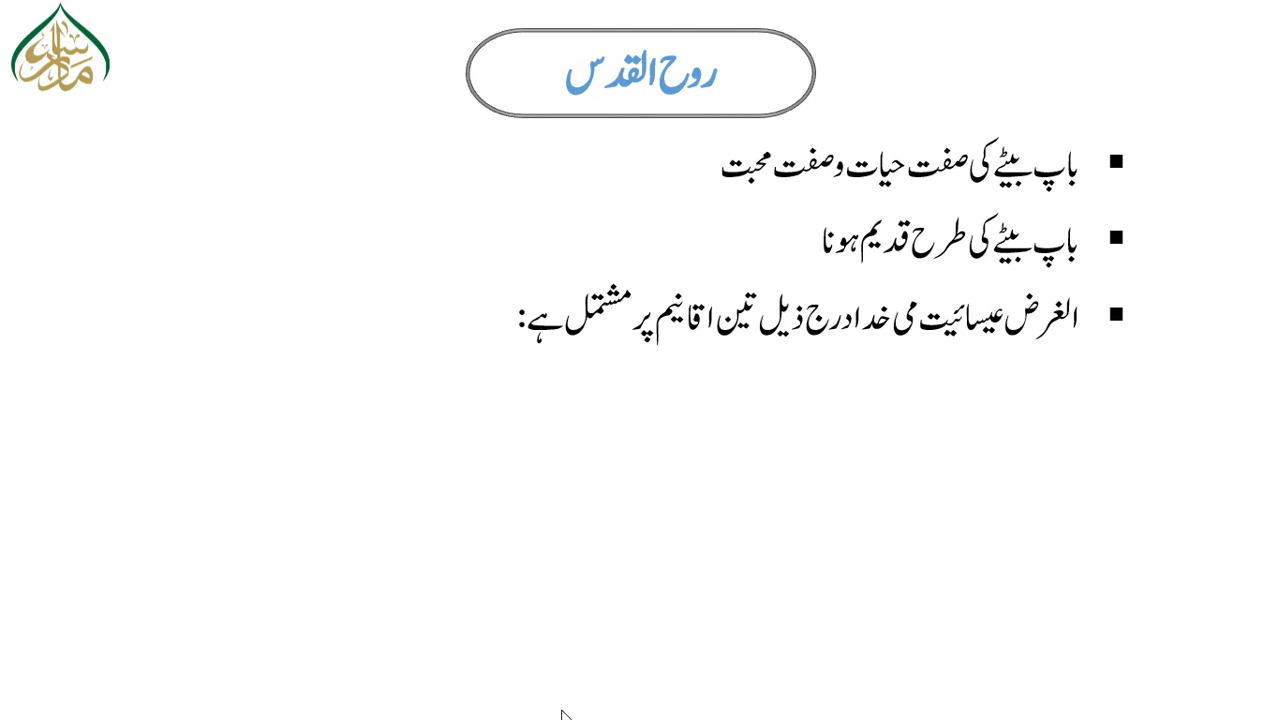 روح القدس
باپ بیٹے کی صفت حیات و صفت محبت
باپ بیٹے کی طرح قدیم ہونا
الغرض عیسائیت می خدا درج ذیل تین اقانیم پر مشتمل ہے: